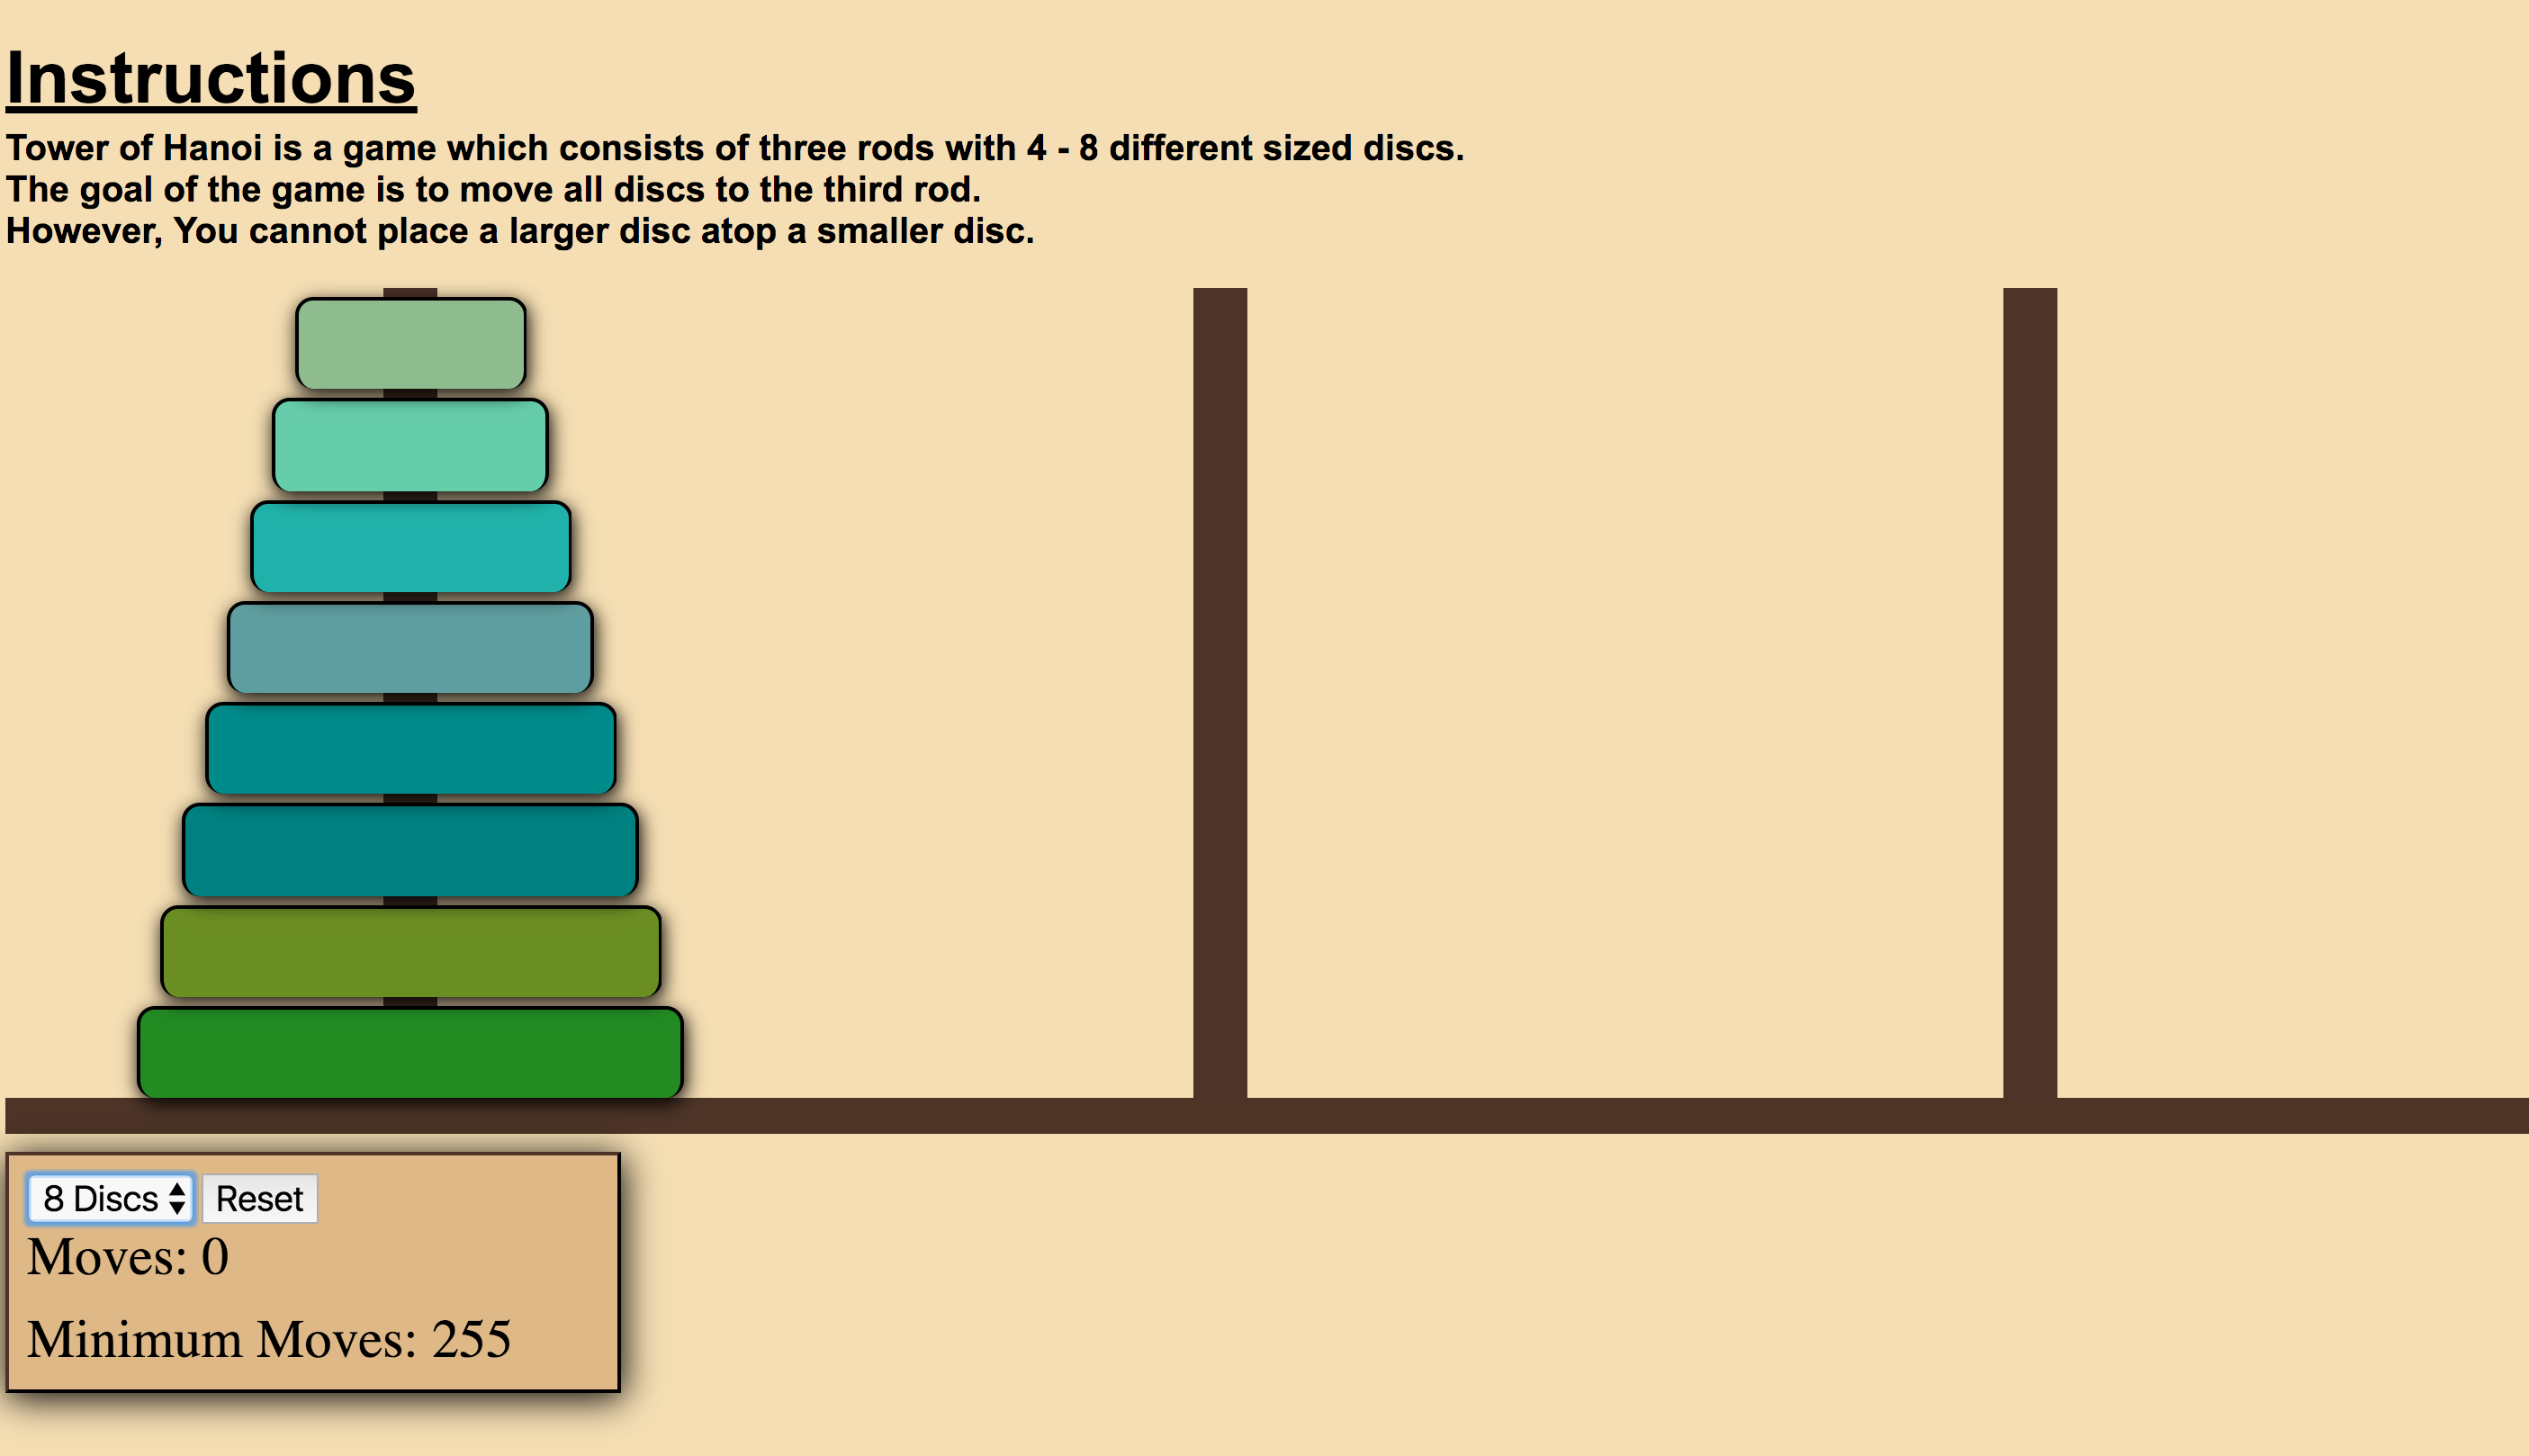 Instructions
Tower of Hanoi is a game which consists of three rods with 4 - 8 different sized discs.
The goal of the game is to move all discs to the third rod.
However, You cannot place a larger disc atop a smaller disc.
8 Discs Reset
Moves: 0
Minimum Moves: 255